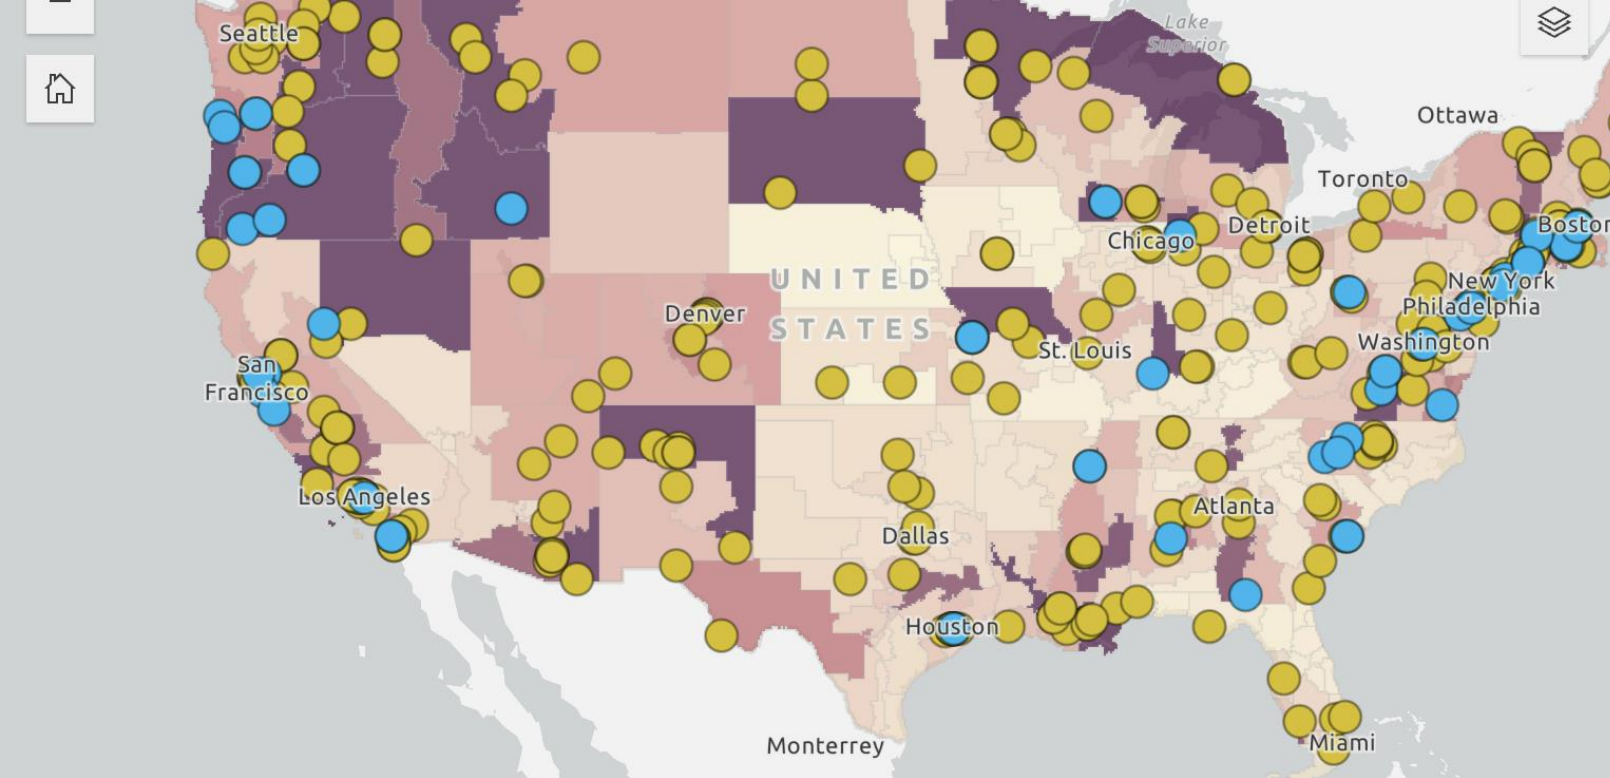 Seattle
Lake
Superior
Ottawa
Toronto
Detroit
Boston
Chicago
UNITED
STATES
New York
Philadelphia
Denver
St. Louis
Washington
San
Francisco
Los Angeles
Atlanta
Dallas
Houston
Monterrey
Miami